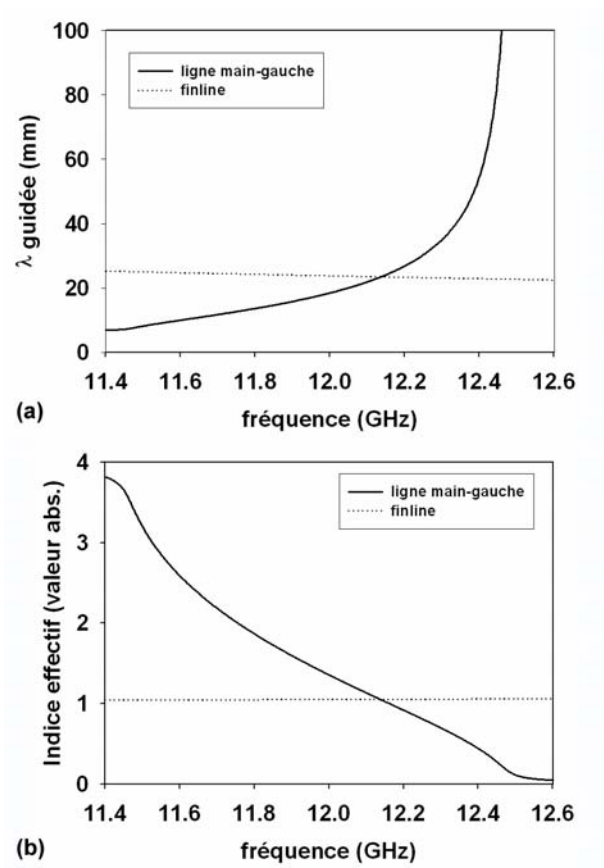 100
80
60
40
20
0
λ guidée (mm)
ligne main-gauche
finline
11.4 11.6 11.8 12.0 12.2 12.4 12.6
(a)
fréquence (GHz)
4
3
2
1
0
Indice effectif (valeur abs.)
ligne main-gauche
finline
11.4 11.6 11.8 12.0 12.2 12.4 12.6
(b)
fréquence (GHz)